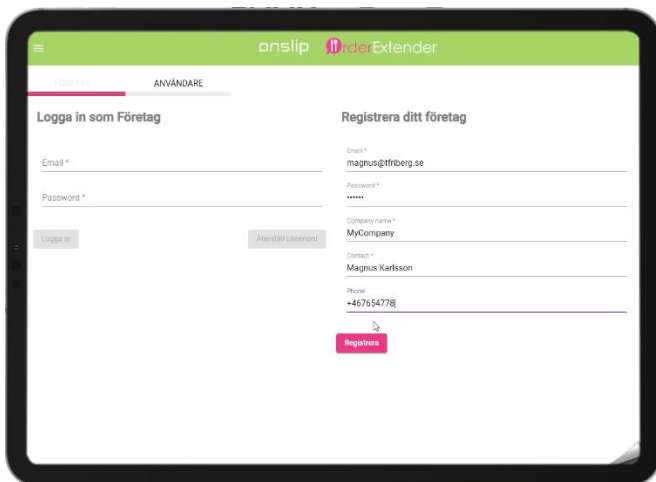 onslip OrderExtender
FÖRETAG
ANVÄNDARE
Logga in som Företag
Email *
Password *
Logga in
Återställ Lösenord
Registrera ditt företag
Email *
magnus@tfriberg.se
Password *
••••••
Company name *
MyCompany
Contact *
Magnus Karlsson
Phone
+467654778
Registrera